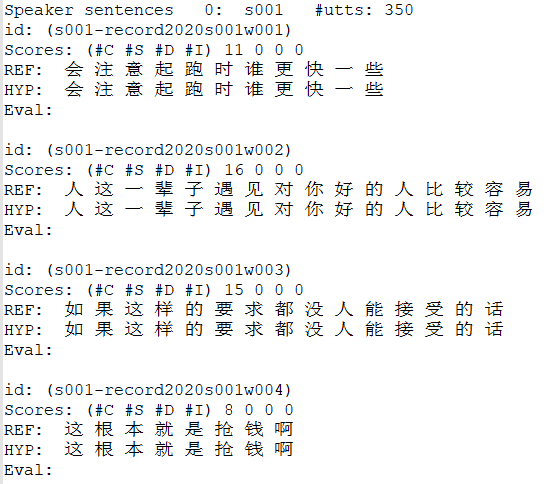 Speaker sentences   0:  s001   #utts: 350
id: (s001-record2020s001w001)
Scores: (#C #S #D #I) 11 0 0 0
REF:  会 注 意 起 跑 时 谁 更 快 一 些
HYP:  会 注 意 起 跑 时 谁 更 快 一 些
Eval:
id: (s001-record2020s001w002)
Scores: (#C #S #D #I) 16 0 0 0
REF:  人 这 一 辈 子 遇 见 对 你 好 的 人 比 较 容 易
HYP:  人 这 一 辈 子 遇 见 对 你 好 的 人 比 较 容 易
Eval:
id: (s001-record2020s001w003)
Scores: (#C #S #D #I) 15 0 0 0
REF:  如 果 这 样 的 要 求 都 没 人 能 接 受 的 话
HYP:  如 果 这 样 的 要 求 都 没 人 能 接 受 的 话
Eval:
id: (s001-record2020s001w004)
Scores: (#C #S #D #I) 8 0 0 0
REF:  这 根 本 就 是 抢 钱 啊
HYP:  这 根 本 就 是 抢 钱 啊
Eval: